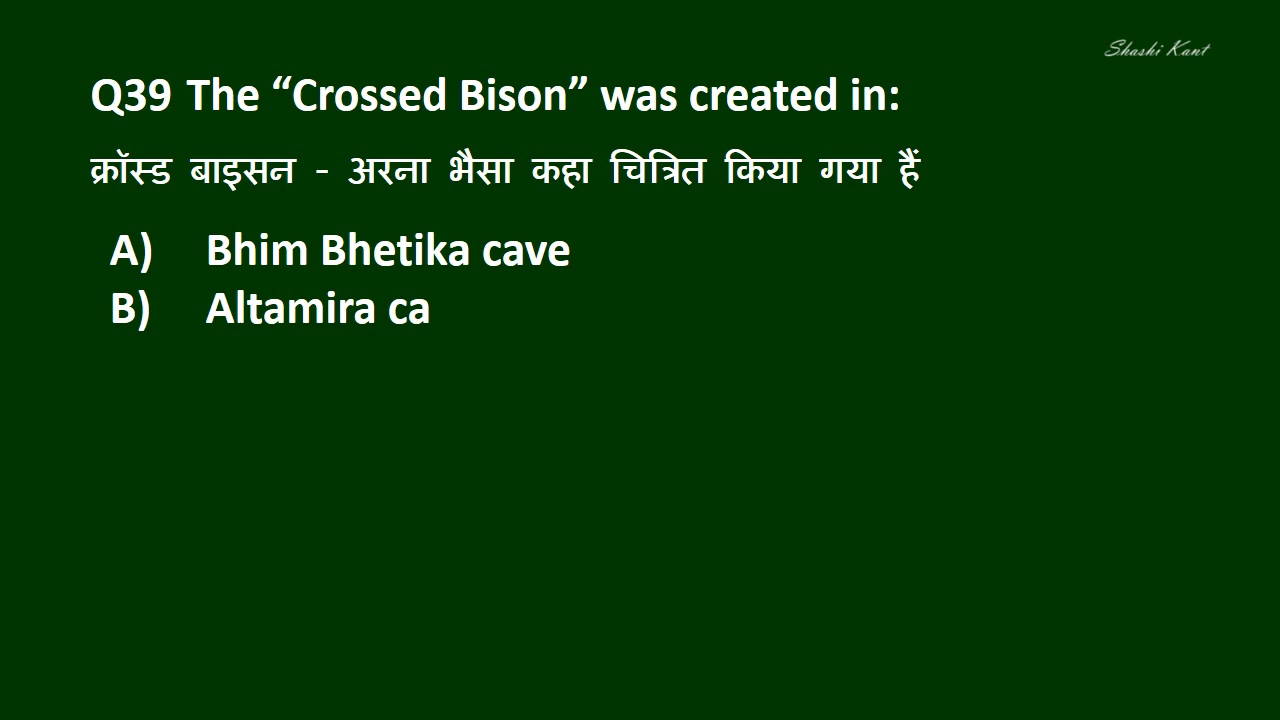 Shashi Kant
Q39 The “Crossed Bison” was created in:
क्रॉस्ड बाइसन - अरना भैसा कहा चित्रित किया गया हैं
A) Bhim Bhetika cave
B) Altamira ca